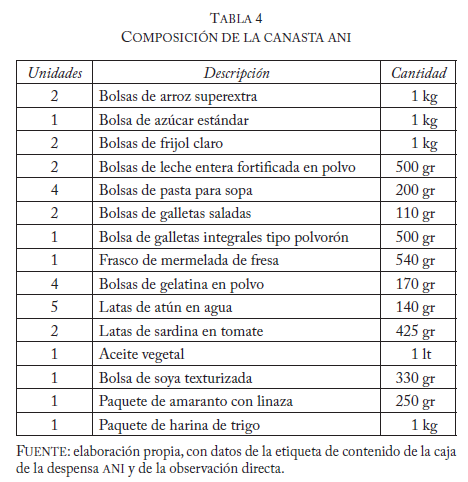 TABLA 4
COMPOSICIÓN DE LA CANASTA ANI
Unidades Descripción Cantidad
2 Bolsas de arroz superextra 1 kg
1 Bolsa de azúcar estándar 1 kg
2 Bolsas de frijol claro 1 kg
2 Bolsas de leche entera fortificada en polvo 500 gr
4 Bolsas de pasta para sopa 200 gr
2 Bolsas de galletas saladas 110 gr
1 Bolsa de galletas integrales tipo polvorón 500 gr
1 Frasco de mermelada de fresa 540 gr
4 Bolsas de gelatina en polvo 170 gr
5 Latas de atún en agua 140 gr
2 Latas de sardina en tomate 425 gr
1 Aceite vegetal 1 lt
1 Bolsa de soya texturizada 330 gr
1 Paquete de amaranto con linaza 250 gr
1 Paquete de harina de trigo 1 kg
FUENTE: elaboración propia, con datos de la etiqueta de contenido de la caja
de la despensa ANI y de la observación directa.